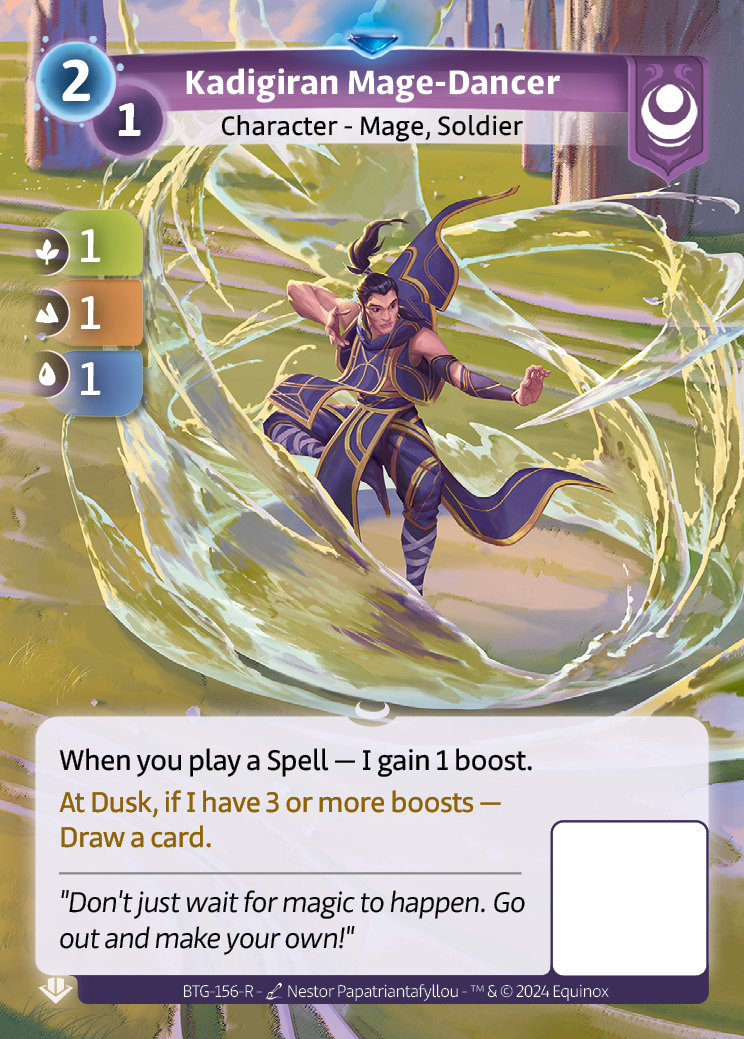 2
Kadigiran Mage-Dancer
1
Character - Mage, Soldier
1
1
1
When you play a Spell — I gain 1 boost.
At Dusk, if I have 3 or more boosts —
Draw a card.
"Don't just wait for magic to happen. Go
out and make your own!"
BTG-156-R - Nestor Papatriantafyllou - ™ & © 2024 Equinox